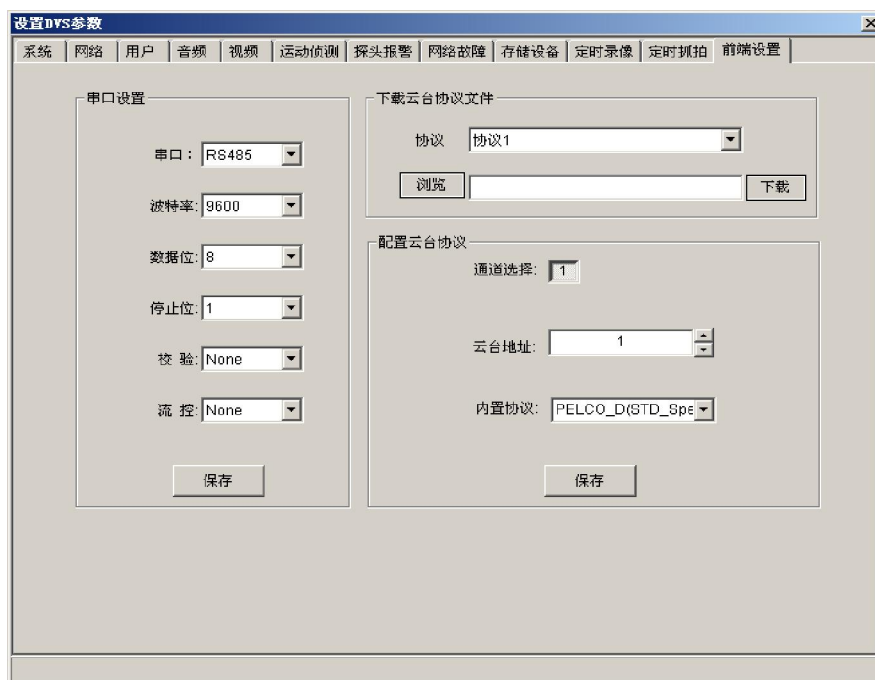 设置DVS参数
系统 网络 用户 音频 视频 运动侦测 探头报警 网络故障 存储设备 定时录像 定时抓拍 前端设置
串口设置
串口： RS485
波特率: 9600
数据位: 8
停止位: 1
校 验: None
流 控: None
保存
下载云台协议文件
协议 协议1
浏览 下载
配置云台协议
通道选择: 1
云台地址: 1
内置协议: PELCO_D(STD_Spe
保存